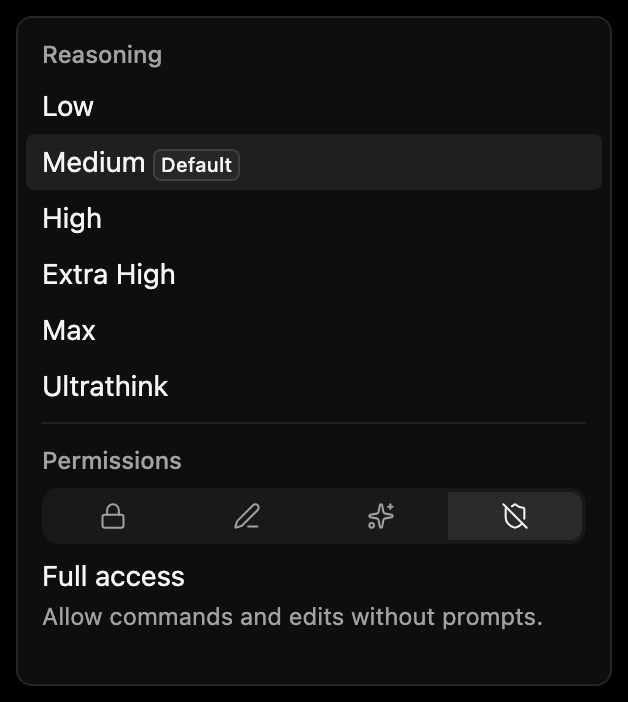 Reasoning
Low
Medium Default
High
Extra High
Max
Ultrathink
Permissions
Full access
Allow commands and edits without prompts.